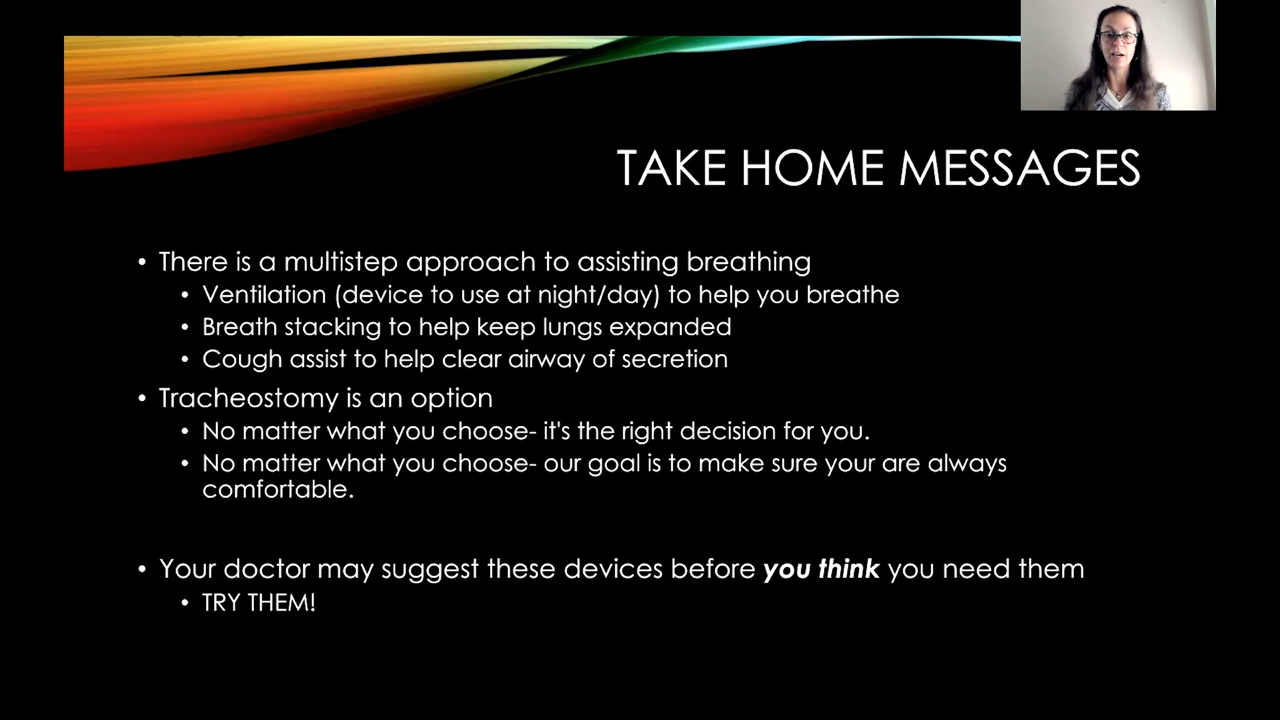 TAKE HOME MESSAGES
• There is a multistep approach to assisting breathing
• Ventilation (device to use at night/day) to help you breathe
• Breath stacking to help keep lungs expanded
• Cough assist to help clear airway of secretion
• Tracheostomy is an option
• No matter what you choose- it's the right decision for you.
• No matter what you choose- our goal is to make sure your are always
comfortable.
• Your doctor may suggest these devices before you think you need them
• TRY THEM!